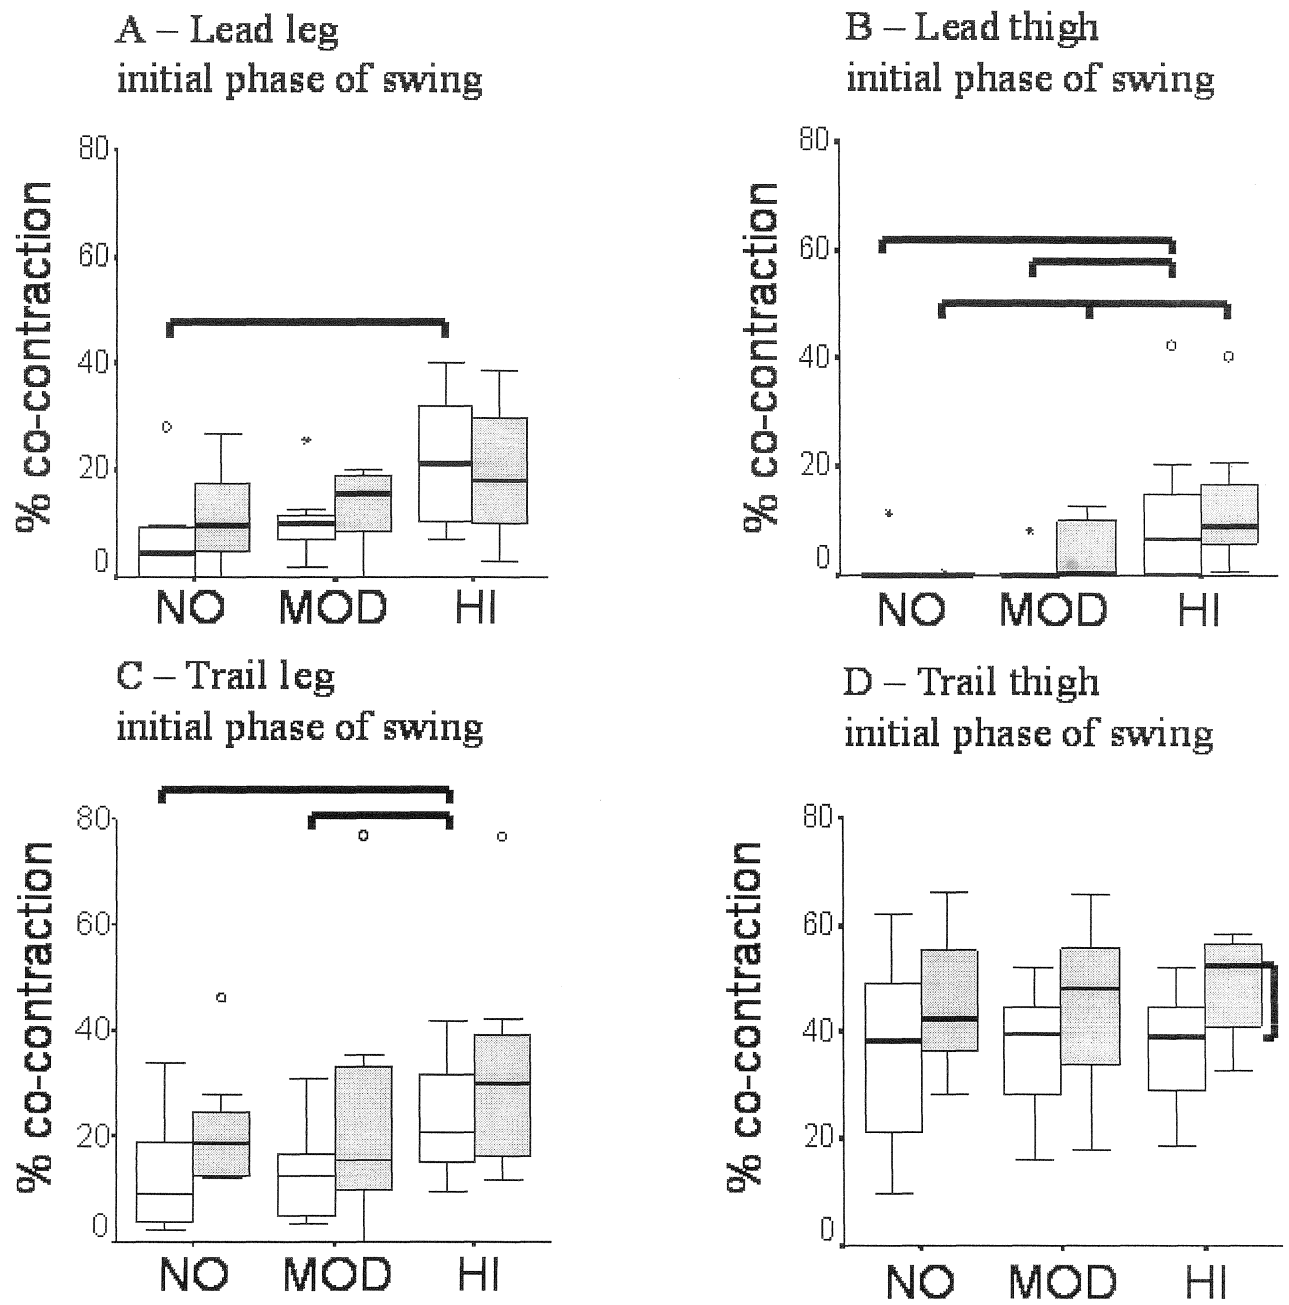 A – Lead leg
initial phase of swing
B – Lead thigh
initial phase of swing
% co-contraction
80
60
40
20
0
NO MOD HI
% co-contraction
80
60
40
20
0
NO MOD HI
C – Trail leg
initial phase of swing
D – Trail thigh
initial phase of swing
% co-contraction
80
60
40
20
0
NO MOD HI
% co-contraction
80
60
40
20
0
NO MOD HI